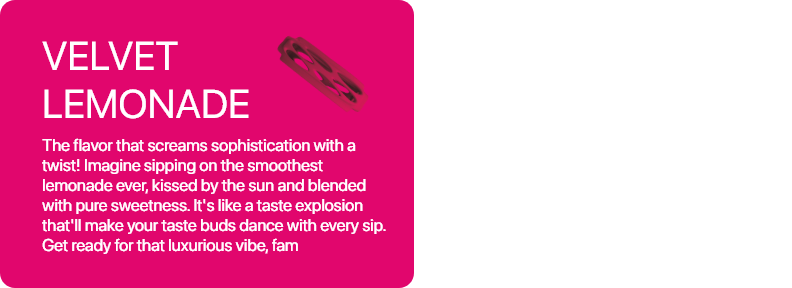 VELVET
LEMONADE
The flavor that screams sophistication with a
twist! Imagine sipping on the smoothest
lemonade ever, kissed by the sun and blended
with pure sweetness. It's like a taste explosion
that'll make your taste buds dance with every sip.
Get ready for that luxurious vibe, fam